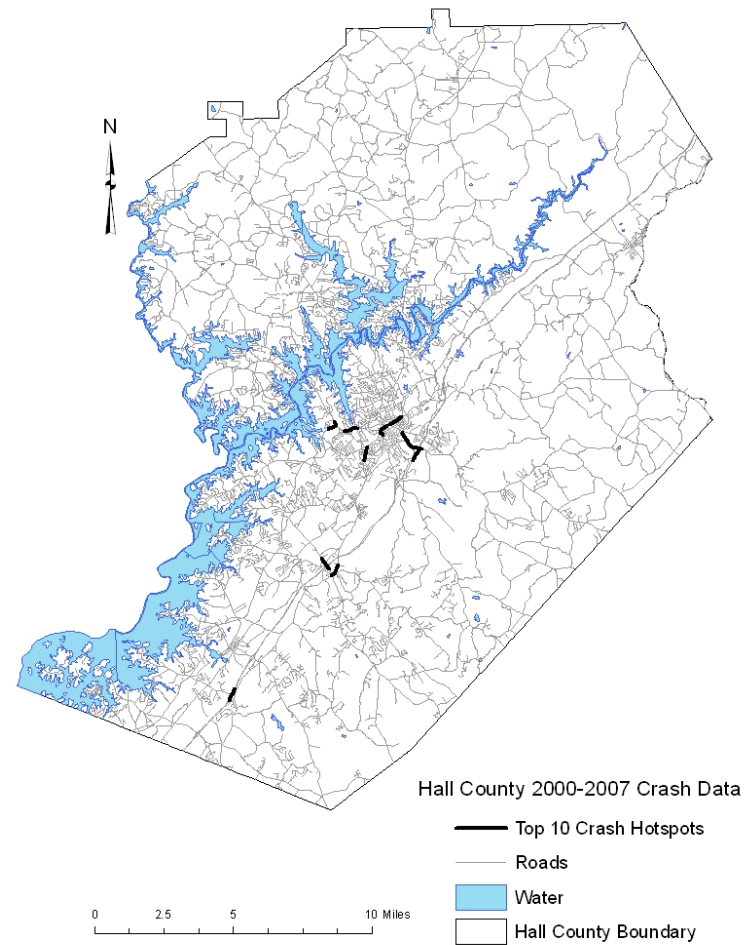 N
Hall County 2000-2007 Crash Data
Top 10 Crash Hotspots
Roads
Water
Hall County Boundary
0 2.5 5 10 Miles